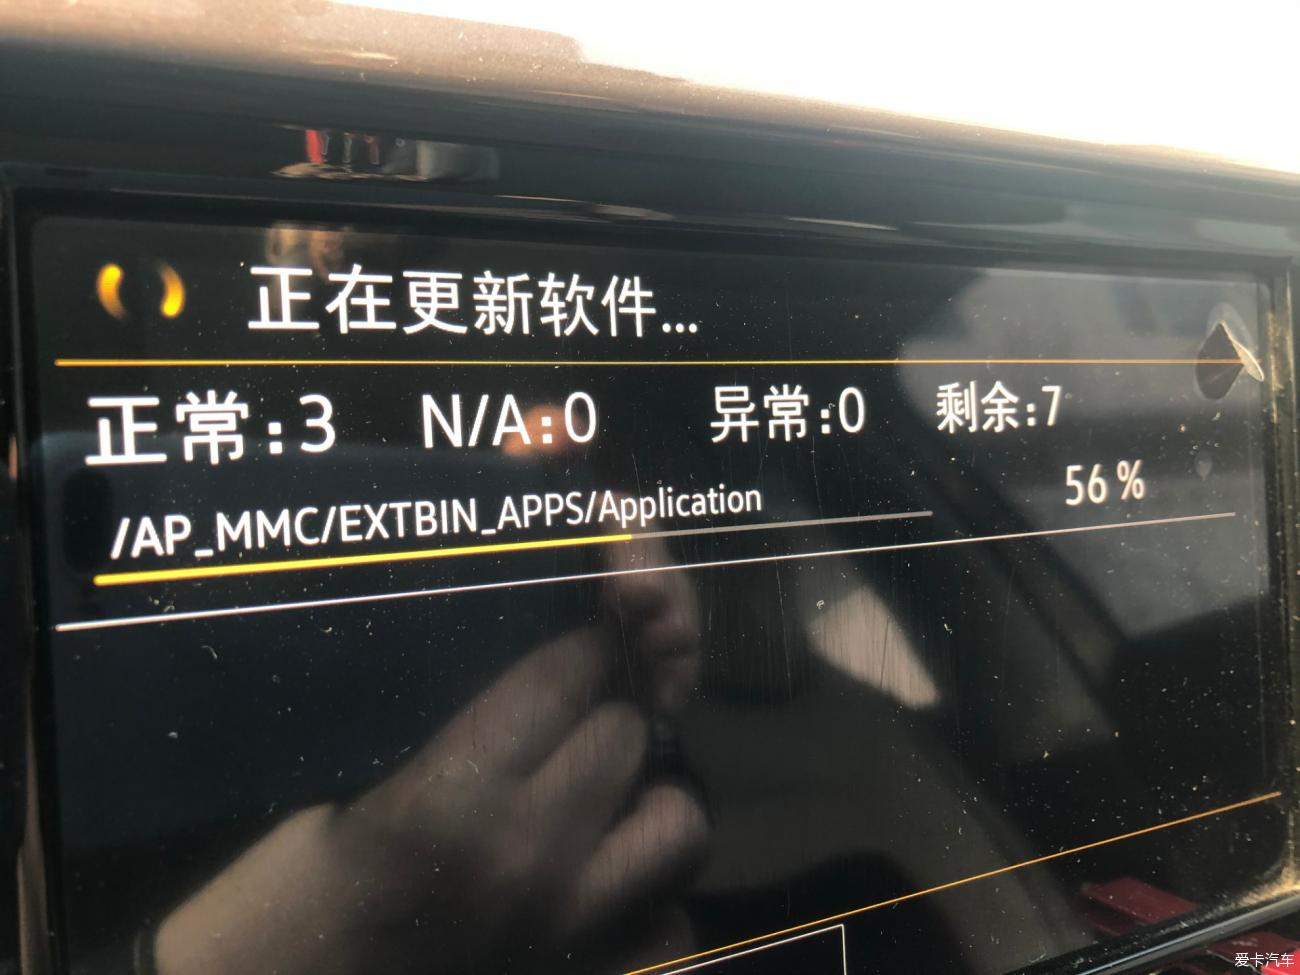 正在更新软件...
正常:3 N/A:0 异常:0 剩余:7
/AP_MMC/EXTBIN_APPS/Application 56 %
爱卡汽车